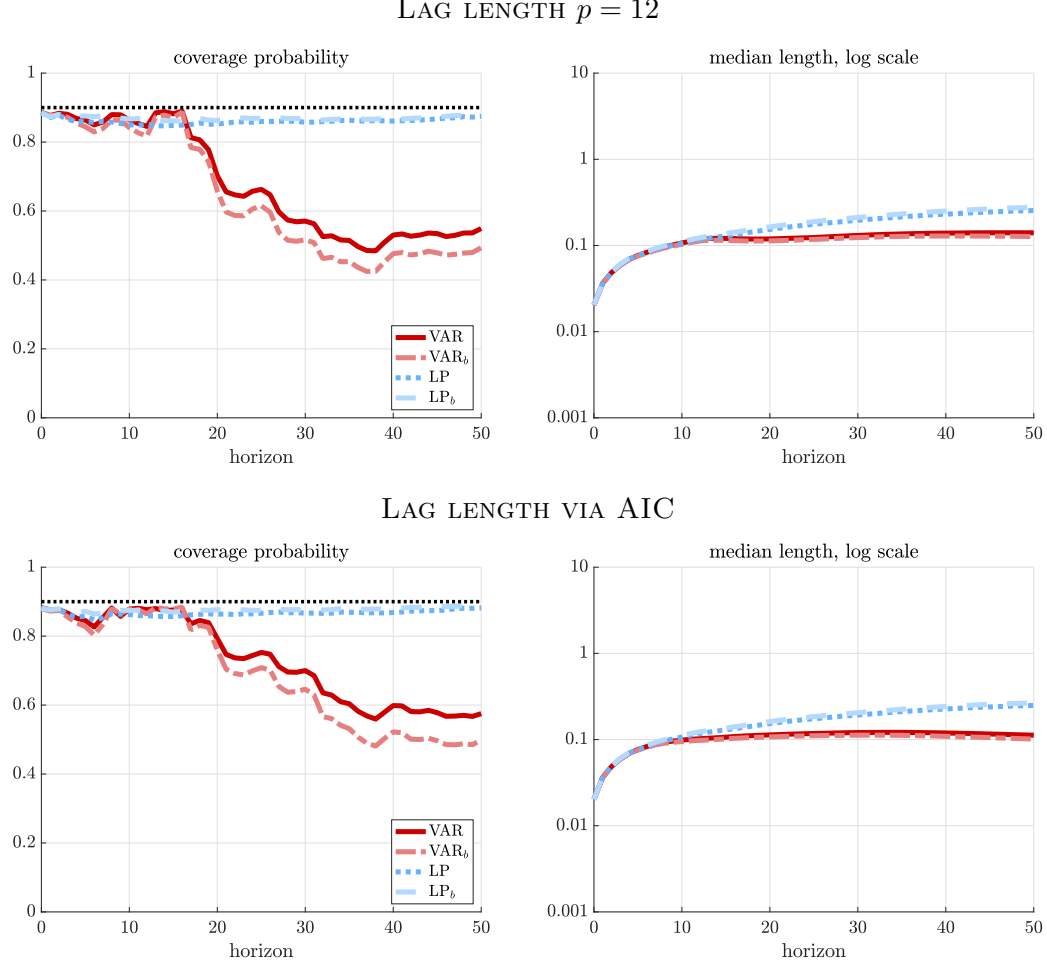 LAG LENGTH p = 12
coverage probability
1
0.8
0.6
0.4
0.2
0
0 10 20 30 40 50
horizon
VAR
VAR_b
LP
LP_b
median length, log scale
10
1
0.1
0.01
0.001
0 10 20 30 40 50
horizon
LAG LENGTH VIA AIC
coverage probability
1
0.8
0.6
0.4
0.2
0
0 10 20 30 40 50
horizon
VAR
VAR_b
LP
LP_b
median length, log scale
10
1
0.1
0.01
0.001
0 10 20 30 40 50
horizon